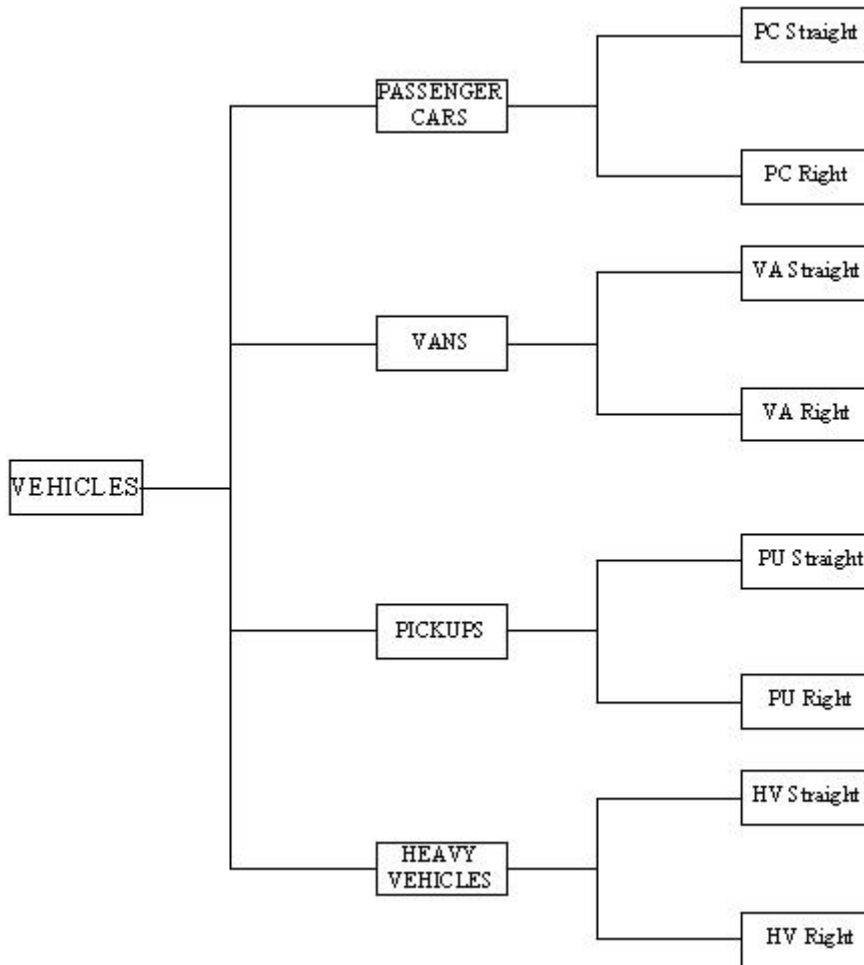 PC Straight
PASSENGER
CARS
PC Right
VA Straight
VANS
VA Right
VEHICLES
PU Straight
PICKUPS
PU Right
HV Straight
HEAVY
VEHICLES
HV Right